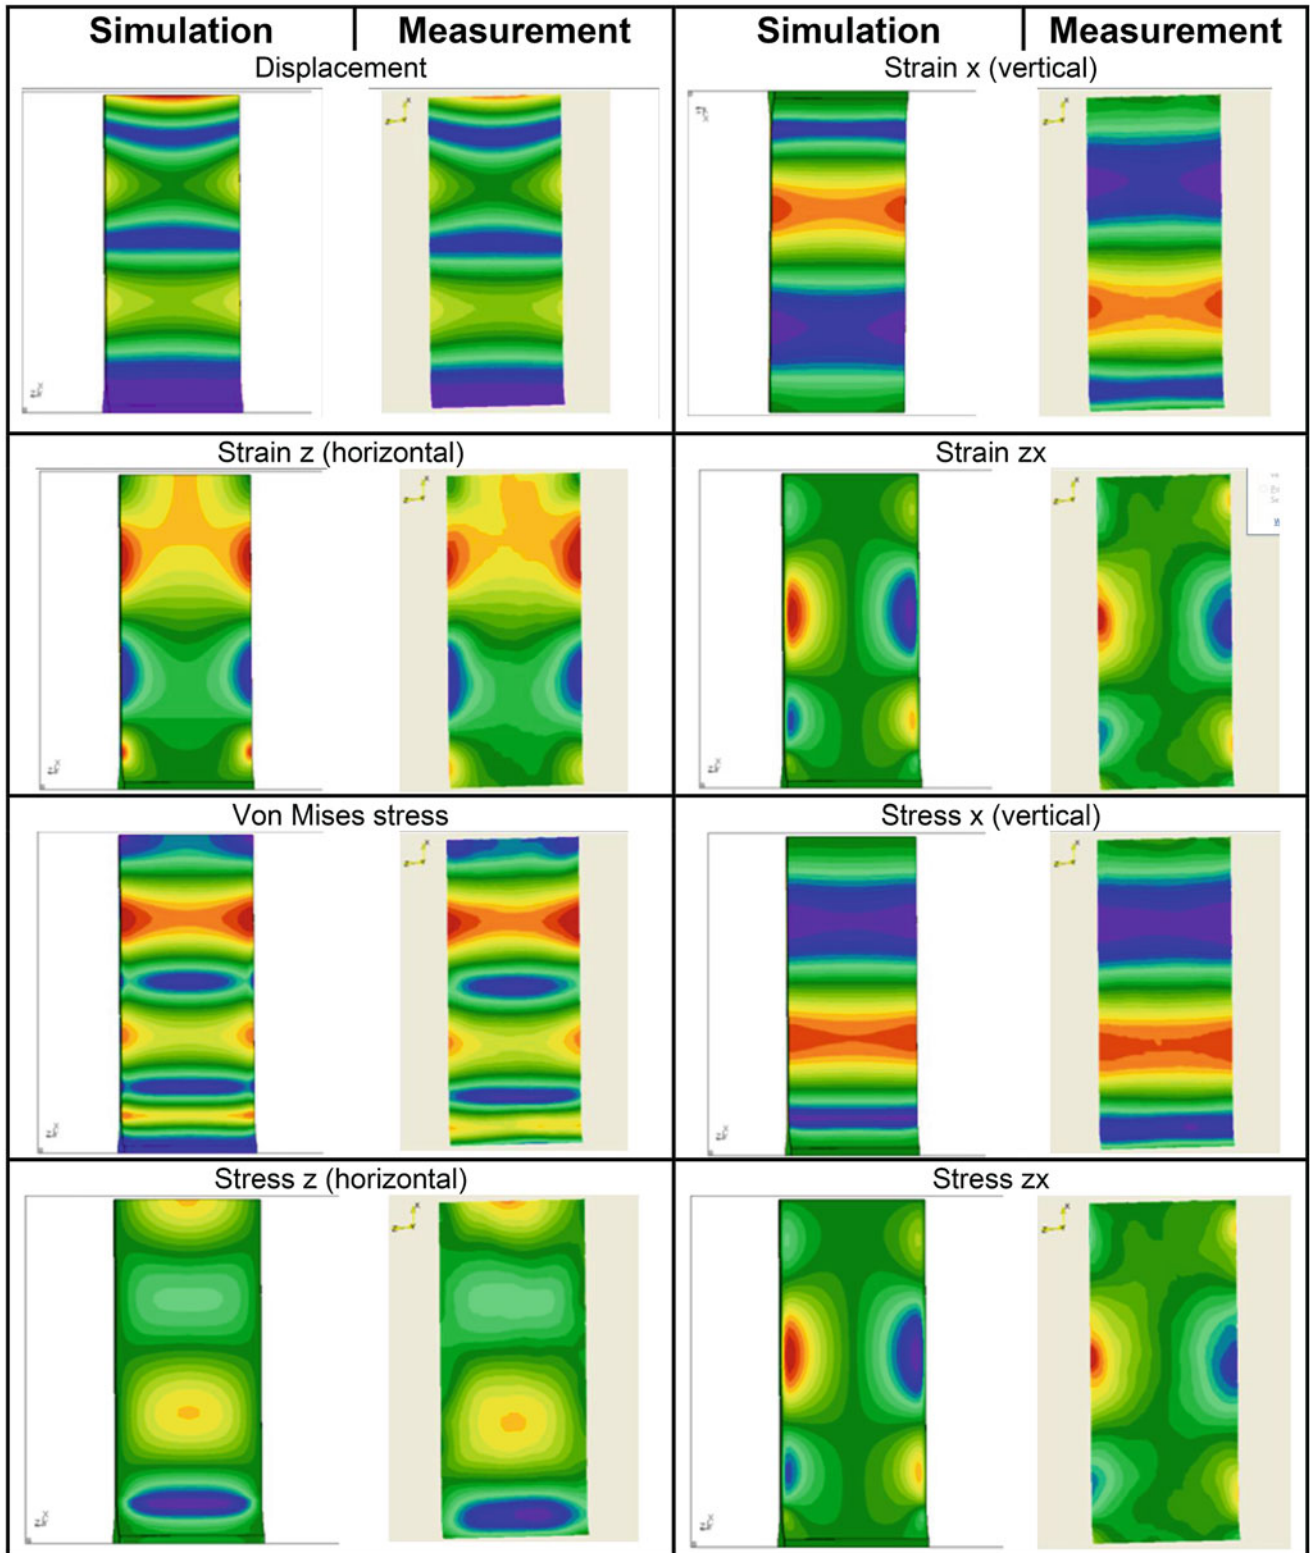 Simulation Measurement Simulation Measurement
Displacement Strain x (vertical)
Strain z (horizontal) Strain zx
Von Mises stress Stress x (vertical)
Stress z (horizontal) Stress zx